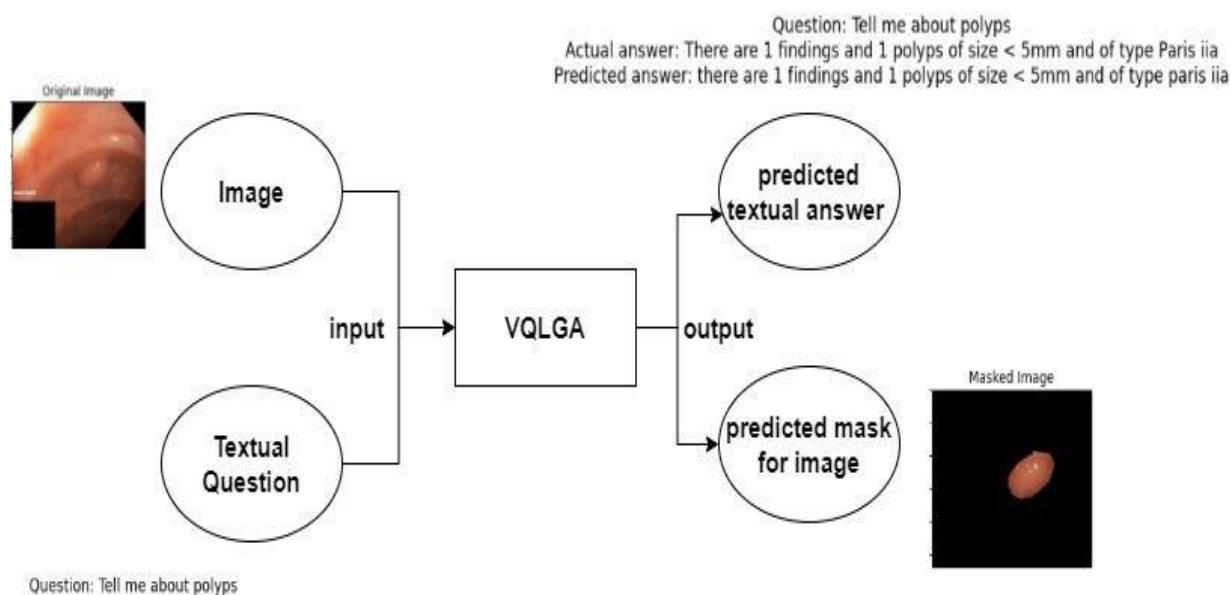 Question: Tell me about polyps
Actual answer: There are 1 findings and 1 polyps of size < 5mm and of type Paris iia
Predicted answer: there are 1 findings and 1 polyps of size < 5mm and of type paris iia
Original Image
Image
predicted
textual answer
input
VQLGA
output
Textual
Question
predicted mask
for image
Masked Image
Question: Tell me about polyps